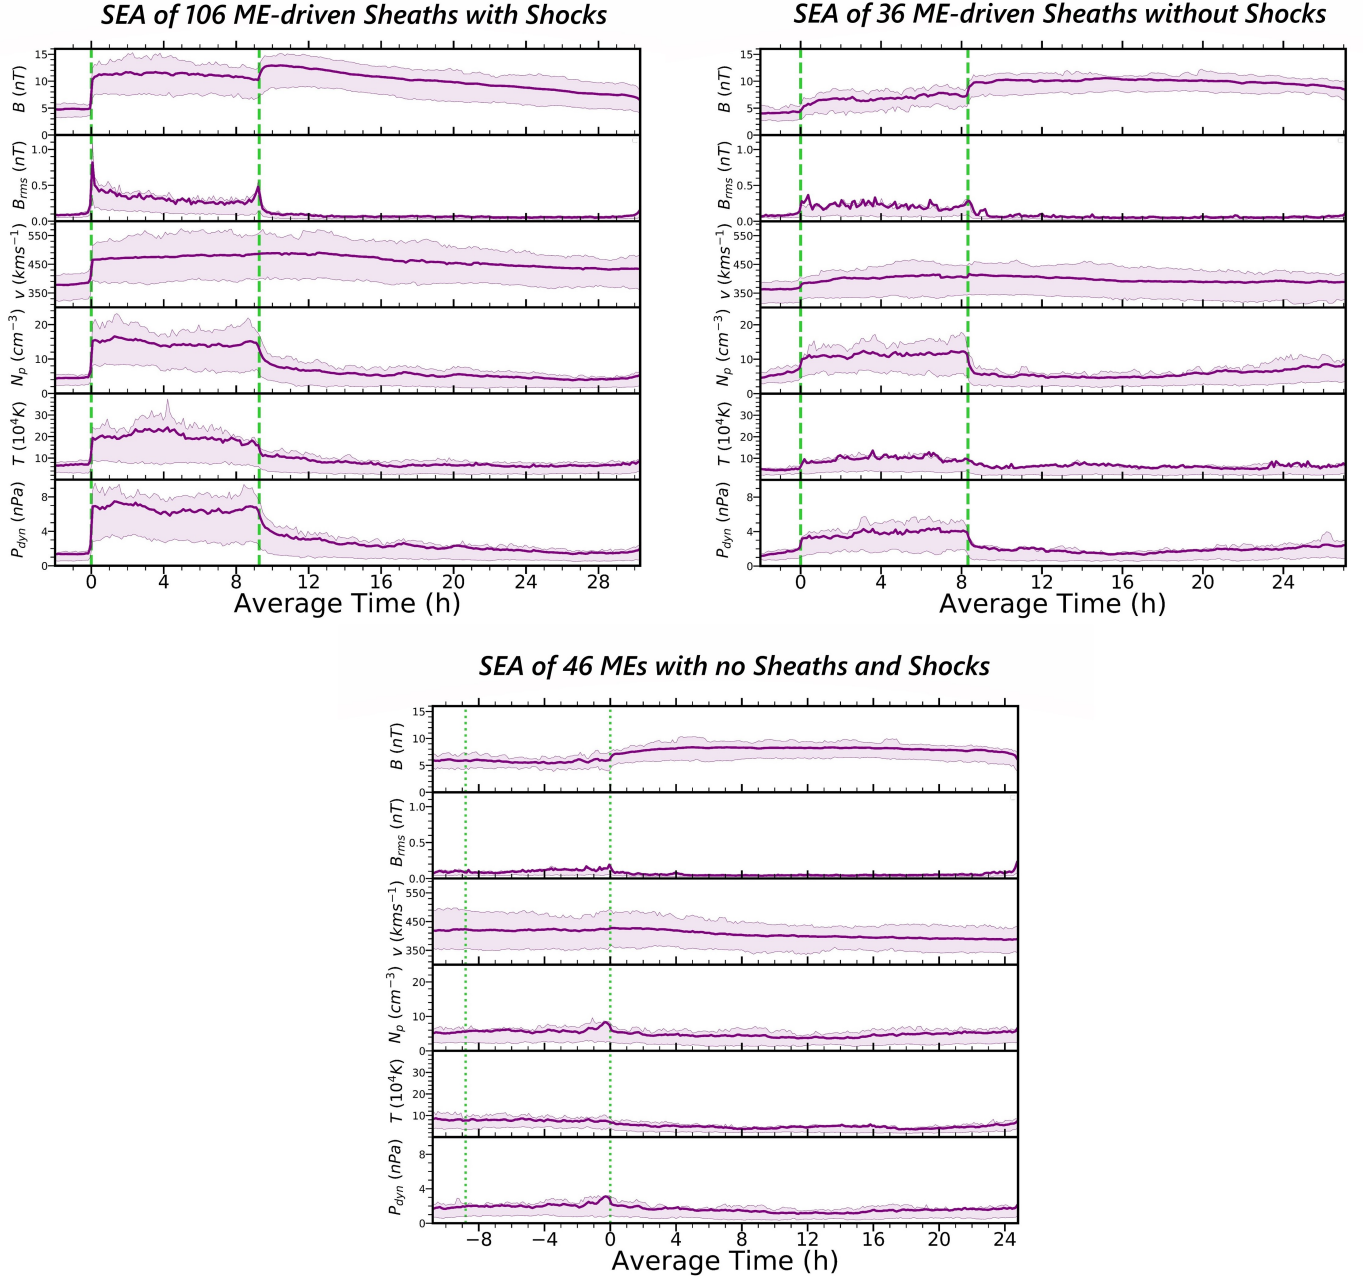 SEA of 106 ME-driven Sheaths with Shocks
B (nT)
15
10
5
0
B_rms (nT)
1.0
0.5
0.0
v (kms⁻¹)
550
450
350
N_p (cm⁻³)
20
10
0
T (10⁴K)
30
20
10
P_dyn (nPa)
8
4
0
0 4 8 12 16 20 24 28
Average Time (h)
SEA of 36 ME-driven Sheaths without Shocks
B (nT)
15
10
5
0
B_rms (nT)
1.0
0.5
0.0
v (kms⁻¹)
550
450
350
N_p (cm⁻³)
20
10
0
T (10⁴K)
30
20
10
P_dyn (nPa)
8
4
0
0 4 8 12 16 20 24
Average Time (h)
SEA of 46 MEs with no Sheaths and Shocks
B (nT)
15
10
5
0
B_rms (nT)
1.0
0.5
0.0
v (kms⁻¹)
550
450
350
N_p (cm⁻³)
20
10
0
T (10⁴K)
30
20
10
P_dyn (nPa)
8
4
0
−8 −4 0 4 8 12 16 20 24
Average Time (h)